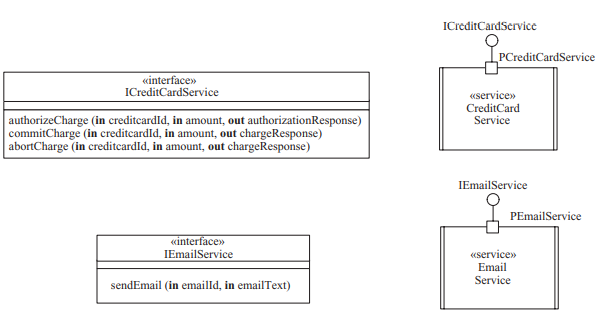 ICreditCardService
PCreditCardService
«interface»
ICreditCardService
authorizeCharge (in creditcardId, in amount, out authorizationResponse)
commitCharge (in creditcardId, in amount, out chargeResponse)
abortCharge (in creditcardId, in amount, out chargeResponse)
«service»
CreditCard
Service
IEmailService
PEmailService
«interface»
IEmailService
sendEmail (in emailId, in emailText)
«service»
Email
Service